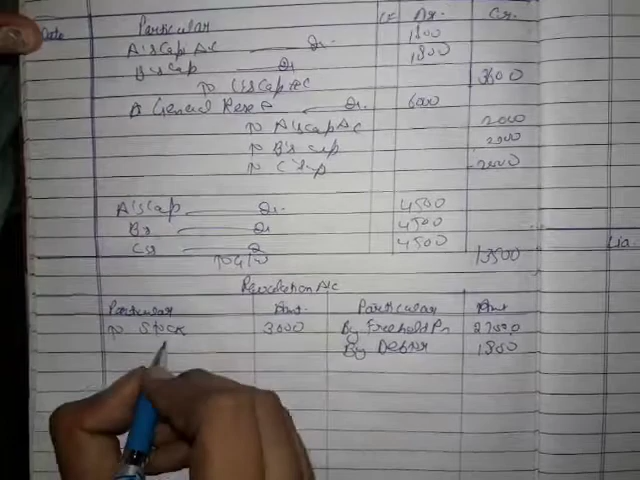 Date Particular L.F Dr. Cr.
A's Cap A/c Dr. 1800
B's Cap Dr 1800
To C's Cap A/c 3600
General Reserve Dr. 6000
To A's Cap A/c 2000
To B's Cap 2000
To C's Cap 2000
A's Cap Dr. 4500
B's Dr 4500
C's Dr 4500
To G/W 13500
Lia
Revaluation A/c
Particular Amt. Particular Amt
To Stock 3000 By Freehold Pr 27000
By Debtor 1800